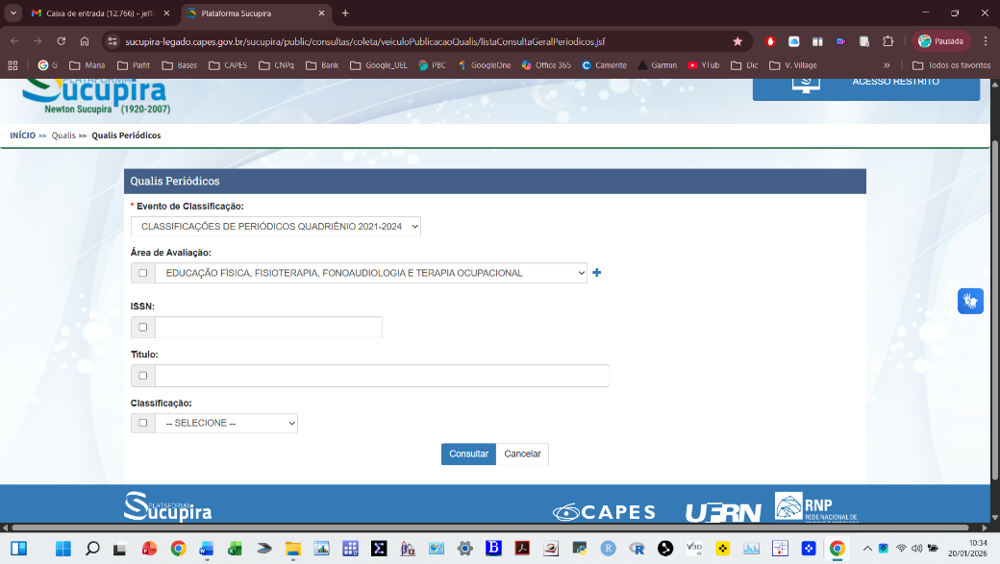 Caixa de entrada (12.766) - jeff
Plataforma Sucupira
sucupira-legado.capes.gov.br/sucupira/public/consultas/coleta/veiculoPublicacaoQualis/listaConsultaGeralPeriodicos.jsf
Pausada
G Maria Paifit Bases CAPES CNPq Bank Google_UEL PBC GoogleOne Office 365 Camente Garmin YTub Dic V. Village » Todos os favoritos
PLATAFORMA
Sucupira
Newton Sucupira (1920-2007)
ACESSO RESTRITO
INÍCIO >> Qualis >> Qualis Periódicos
Qualis Periódicos
* Evento de Classificação:
CLASSIFICAÇÕES DE PERIÓDICOS QUADRIÊNIO 2021-2024
Área de Avaliação:
EDUCAÇÃO FÍSICA, FISIOTERAPIA, FONOAUDIOLOGIA E TERAPIA OCUPACIONAL
ISSN:
Título:
Classificação:
-- SELECIONE --
Consultar Cancelar
PLATAFORMA
Sucupira
CAPES
UFRN
RNP
REDE NACIONAL DE
10:34
20/01/2026